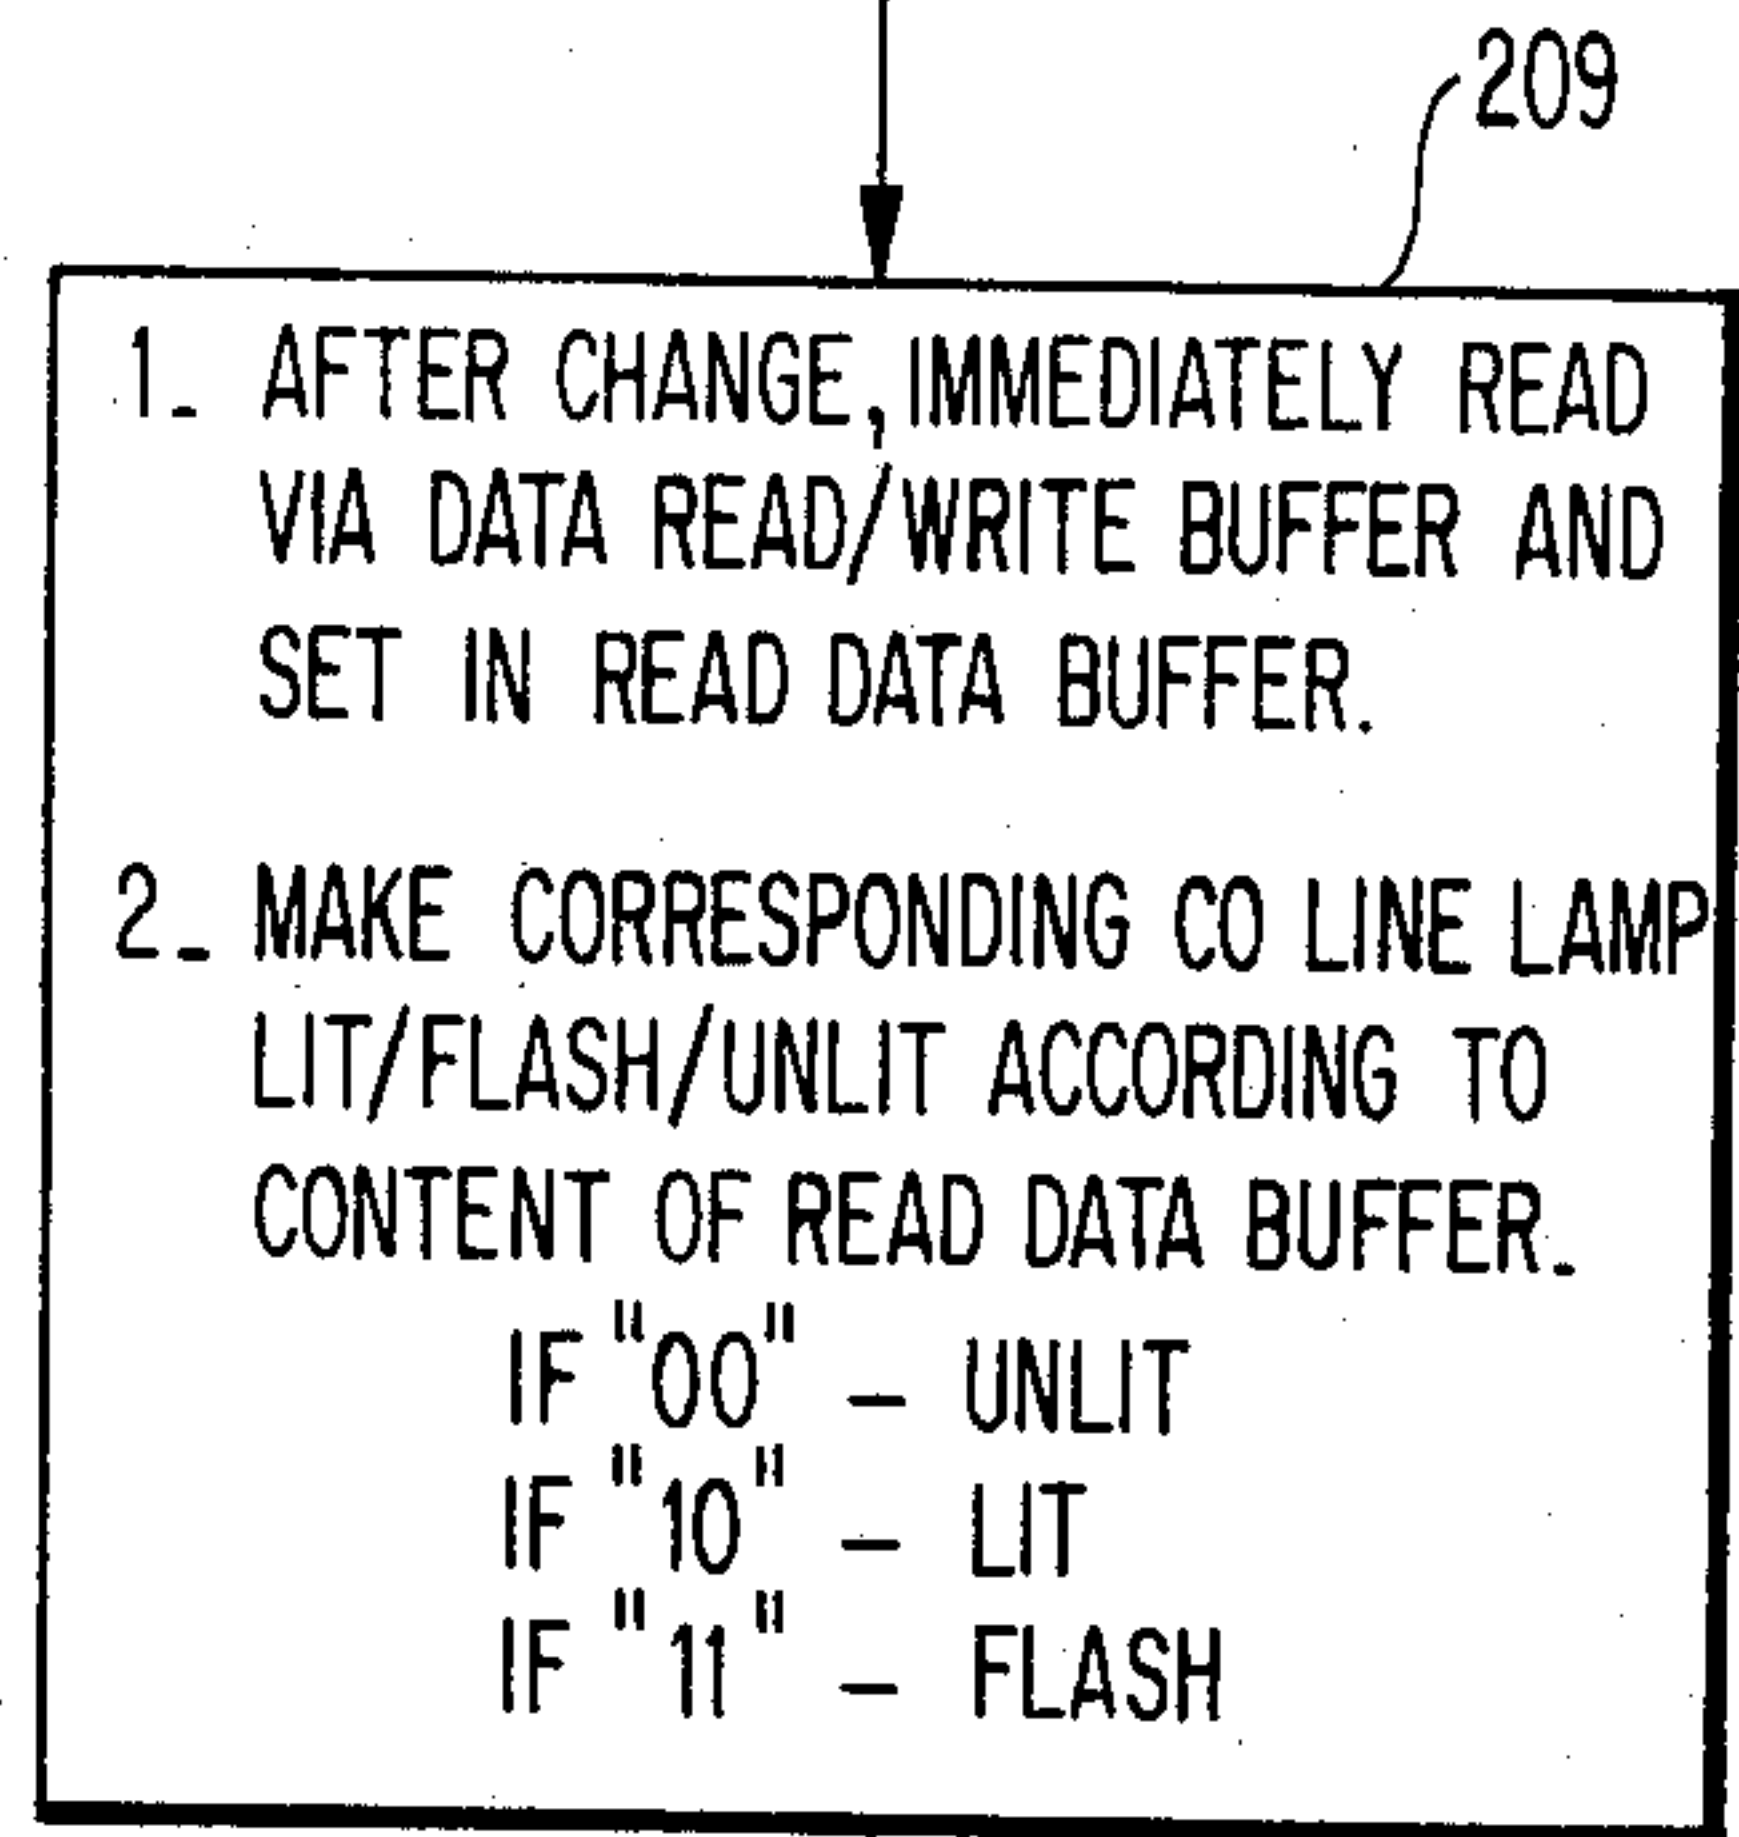 209
1. AFTER CHANGE, IMMEDIATELY READ
VIA DATA READ/WRITE BUFFER AND
SET IN READ DATA BUFFER.
2. MAKE CORRESPONDING CO LINE LAMP
LIT/FLASH/UNLIT ACCORDING TO
CONTENT OF READ DATA BUFFER.
IF "00" – UNLIT
IF "10" – LIT
IF "11" – FLASH